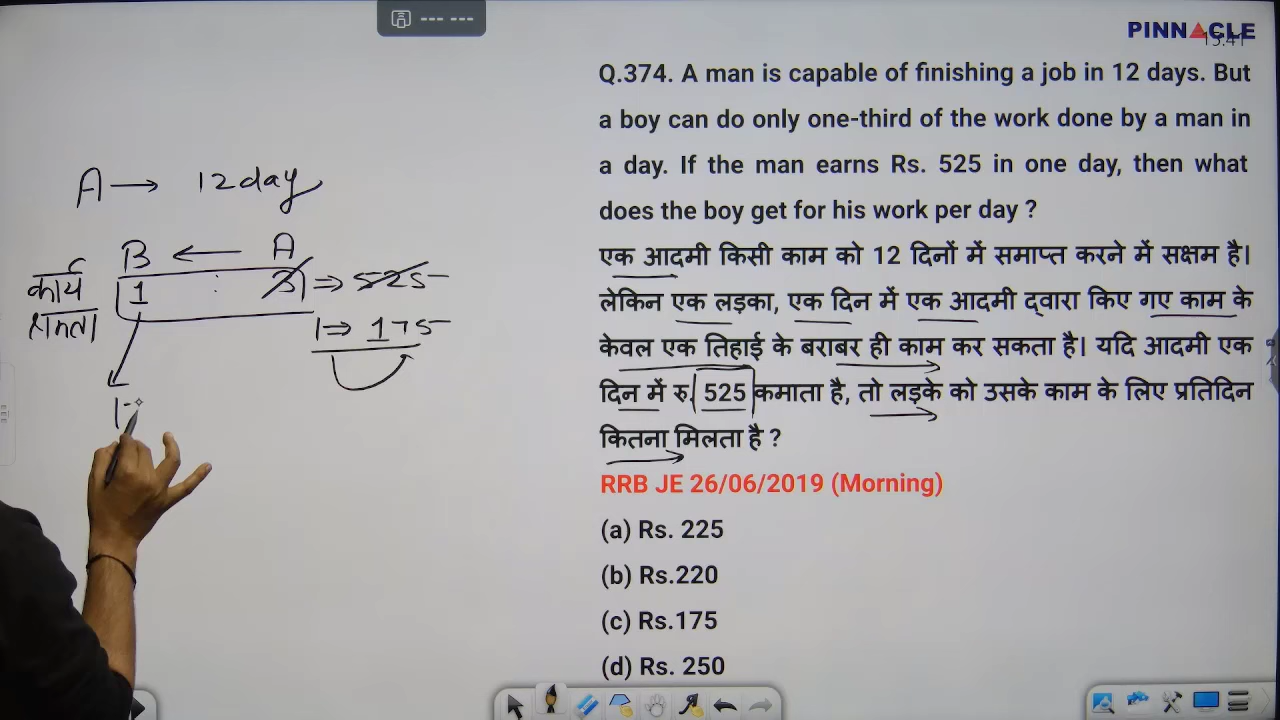 PINNACLE
15:41
--- ---
Q.374. A man is capable of finishing a job in 12 days. But
a boy can do only one-third of the work done by a man in
a day. If the man earns Rs. 525 in one day, then what
does the boy get for his work per day ?
एक आदमी किसी काम को 12 दिनों में समाप्त करने में सक्षम है।
लेकिन एक लड़का, एक दिन में एक आदमी द्वारा किए गए काम के
केवल एक तिहाई के बराबर ही काम कर सकता है। यदि आदमी एक
दिन में रु. 525 कमाता है, तो लड़के को उसके काम के लिए प्रतिदिन
कितना मिलता है ?
RRB JE 26/06/2019 (Morning)
(a) Rs. 225
(b) Rs.220
(c) Rs.175
(d) Rs. 250
A → 12 day
B ← A
कार्य 1 : 3 ⇒ 525
क्षमता 1 ⇒ 175